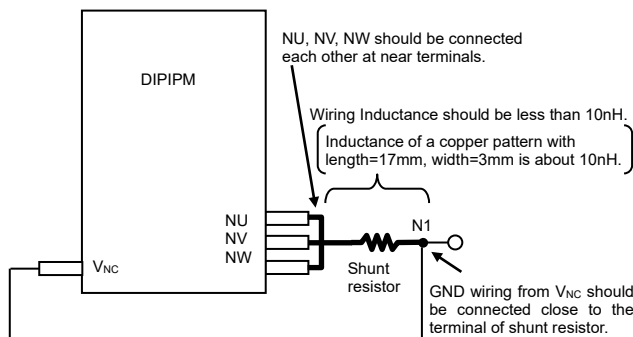 NU, NV, NW should be connected
each other at near terminals.
DIPIPM
Wiring Inductance should be less than 10nH.
Inductance of a copper pattern with
length=17mm, width=3mm is about 10nH.
NU
NV
NW
N1
VNC
Shunt
resistor
GND wiring from VNC should
be connected close to the
terminal of shunt resistor.